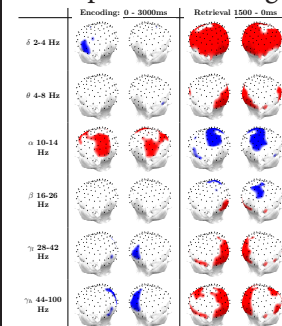 Encoding: 0 - 3000ms Retrieval 1500 - 0ms
δ 2-4 Hz
θ 4-8 Hz
α 10-14
Hz
β 16-26
Hz
γₗ 28-42
Hz
γₕ 44-100
Hz